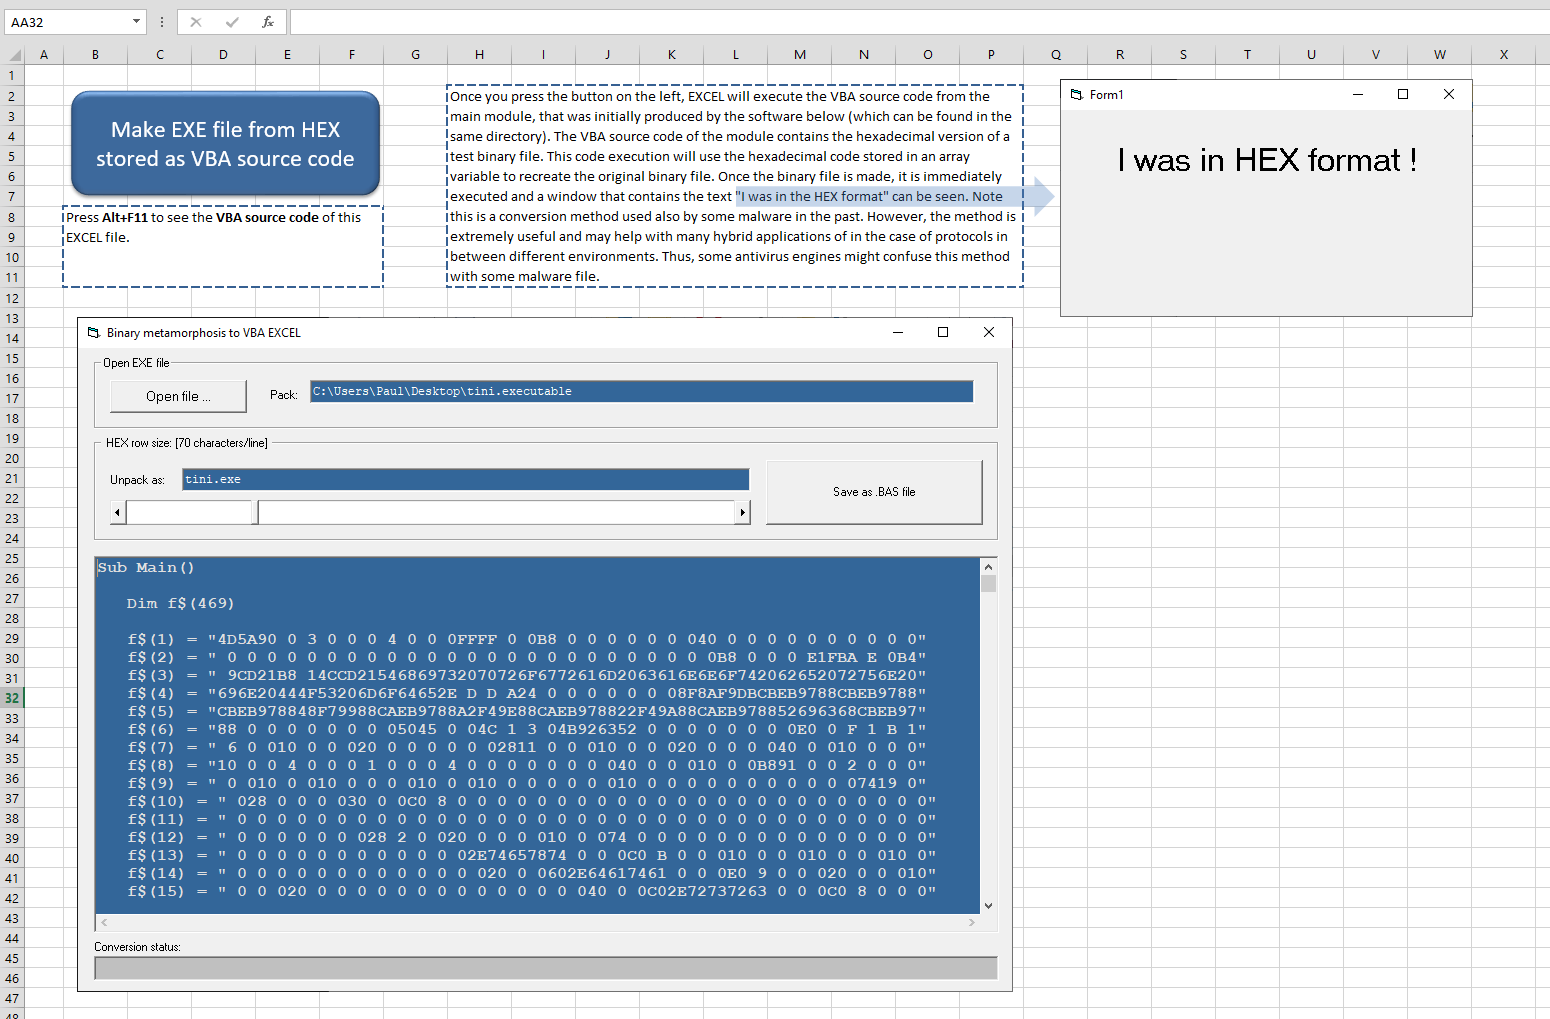 AA32
fx
A B C D E F G H I J K L M N O P Q R S T U V W X
1
2
3
4
5
6
7
8
9
10
11
12
13
14
15
16
17
18
19
20
21
22
23
24
25
26
27
28
29
30
31
32
33
34
35
36
37
38
39
40
41
42
43
44
45
46
47
48
Make EXE file from HEX
stored as VBA source code
Press Alt+F11 to see the VBA source code of this
EXCEL file.
Once you press the button on the left, EXCEL will execute the VBA source code from the
main module, that was initially produced by the software below (which can be found in the
same directory). The VBA source code of the module contains the hexadecimal version of a
test binary file. This code execution will use the hexadecimal code stored in an array
variable to recreate the original binary file. Once the binary file is made, it is immediately
executed and a window that contains the text "I was in the HEX format" can be seen. Note
this is a conversion method used also by some malware in the past. However, the method is
extremely useful and may help with many hybrid applications of in the case of protocols in
between different environments. Thus, some antivirus engines might confuse this method
with some malware file.
Form1
I was in HEX format !
Binary metamorphosis to VBA EXCEL
Open EXE file
Open file ...
Pack:
C:\Users\Paul\Desktop\tini.executable
HEX row size: [70 characters/line]
Unpack as:
tini.exe
Save as .BAS file
Sub Main()
Dim f$(469)
f$(1) = "4D5A90 0 3 0 0 0 4 0 0 0FFFF 0 0B8 0 0 0 0 0 0 040 0 0 0 0 0 0 0 0 0 0"
f$(2) = " 0 0 0 0 0 0 0 0 0 0 0 0 0 0 0 0 0 0 0 0 0 0 0 0 0B8 0 0 0 E1FBA E 0B4"
f$(3) = " 9CD21B8 14CCD21546869732070726F6772616D2063616E6E6F742062652072756E20"
f$(4) = "696E20444F53206D6F64652E D D A24 0 0 0 0 0 0 08F8AF9DBCBEB9788CBEB9788"
f$(5) = "CBEB978848F79988CAEB9788A2F49E88CAEB978822F49A88CAEB978852696368CBEB97"
f$(6) = "88 0 0 0 0 0 0 0 05045 0 04C 1 3 04B926352 0 0 0 0 0 0 0 0E0 0 F 1 B 1"
f$(7) = " 6 0 010 0 0 020 0 0 0 0 0 02811 0 0 010 0 0 020 0 0 0 040 0 010 0 0 0"
f$(8) = "10 0 0 4 0 0 0 1 0 0 0 4 0 0 0 0 0 0 0 040 0 0 010 0 0B891 0 0 2 0 0 0"
f$(9) = " 0 010 0 010 0 0 0 010 0 010 0 0 0 0 0 010 0 0 0 0 0 0 0 0 0 0 07419 0"
f$(10) = " 028 0 0 0 030 0 0C0 8 0 0 0 0 0 0 0 0 0 0 0 0 0 0 0 0 0 0 0 0 0 0 0 0"
f$(11) = " 0 0 0 0 0 0 0 0 0 0 0 0 0 0 0 0 0 0 0 0 0 0 0 0 0 0 0 0 0 0 0 0 0 0 0"
f$(12) = " 0 0 0 0 0 0 028 2 0 020 0 0 0 010 0 074 0 0 0 0 0 0 0 0 0 0 0 0 0 0 0"
f$(13) = " 0 0 0 0 0 0 0 0 0 0 0 02E74657874 0 0 0C0 B 0 0 010 0 0 010 0 0 010 0"
f$(14) = " 0 0 0 0 0 0 0 0 0 0 0 0 020 0 0602E64617461 0 0 0E0 9 0 0 020 0 0 010"
f$(15) = " 0 0 020 0 0 0 0 0 0 0 0 0 0 0 0 0 040 0 0C02E72737263 0 0 0C0 8 0 0 0"
Conversion status: